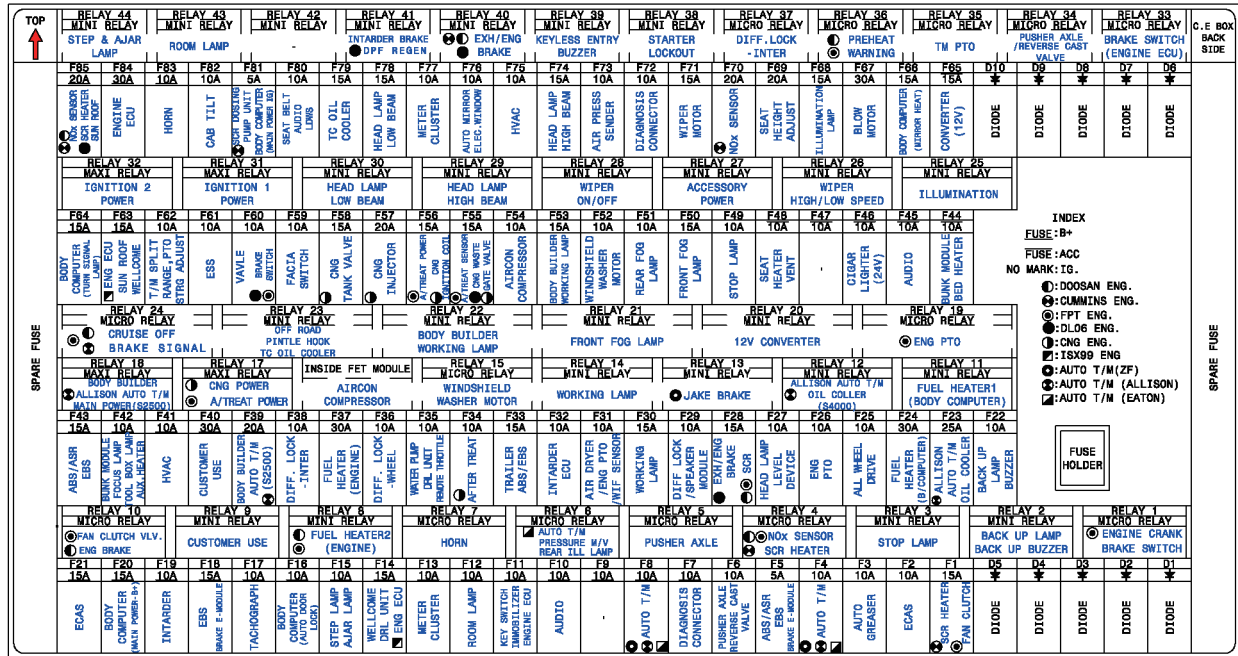 TOP
RELAY 44
MINI RELAY
STEP & AJAR
LAMP
RELAY 43
MINI RELAY
ROOM LAMP
RELAY 42
-
RELAY 41
MINI RELAY
INTARDER BRAKE
DPF REGEN
RELAY 40
MINI RELAY
EXH/ENG
BRAKE
RELAY 39
MINI RELAY
KEYLESS ENTRY
BUZZER
RELAY 38
MINI RELAY
STARTER
LOCKOUT
RELAY 37
MINI RELAY
DIFF.LOCK
-INTER
RELAY 36
MICRO RELAY
PREHEAT
WARNING
RELAY 35
MICRO RELAY
TM PTO
RELAY 34
MICRO RELAY
PUSHER AXLE
/REVERSE CAST
VALVE
RELAY 33
MICRO RELAY
BRAKE SWITCH
(ENGINE ECU)
C.E BOX
BACK
SIDE
F85
20A
NOx SENSOR
SCR HEATER
SUN ROOF
F84
30A
ENGINE
ECU
F83
10A
HORN
F82
10A
CAB TILT
F81
5A
SCR DOSING
PUMP UNIT
BODY COMPUTER
(MAIN POWER IG)
F80
10A
SEAT BELT
AUDIO
LDWS
F79
15A
TC OIL
COOLER
F78
15A
HEAD LAMP
LOW BEAM
F77
10A
METER
CLUSTER
F76
10A
AUTO MIRROR
ELEC.WINDOW
F75
10A
HVAC
F74
15A
HEAD LAMP
HIGH BEAM
F73
10A
AIR PRESS
SENDER
F72
10A
DIAGNOSIS
CONNECTOR
F71
15A
WIPER
MOTOR
F70
20A
NOx SENSOR
F69
20A
SEAT
HEIGHT
ADJUST
F68
15A
ILLUMINATION
LAMP
F67
30A
BLOW
MOTOR
F66
15A
BODY COMPUTER
(MIRROR HEAT)
F65
15A
CONVERTER
(12V)
D10
DIODE
D9
DIODE
D8
DIODE
D7
DIODE
D6
DIODE
RELAY 32
MAXI RELAY
IGNITION 2
POWER
RELAY 31
MAXI RELAY
IGNITION 1
POWER
RELAY 30
MINI RELAY
HEAD LAMP
LOW BEAM
RELAY 29
MINI RELAY
HEAD LAMP
HIGH BEAM
RELAY 28
MINI RELAY
WIPER
ON/OFF
RELAY 27
MINI RELAY
ACCESSORY
POWER
RELAY 26
MINI RELAY
WIPER
HIGH/LOW SPEED
RELAY 25
MINI RELAY
ILLUMINATION
F64
15A
BODY
COMPUTER
(TURN SIGNAL
LAMP)
F63
15A
ENG ECU
SUN ROOF
WELLCOME
F62
10A
T/M SPLIT
RANGE,PTO
STRG ADJUST
F61
10A
ESS
F60
10A
VAVLE
BRAKE
SWITCH
F59
10A
FACIA
SWITCH
F58
15A
CNG
TANK VALVE
F57
20A
CNG
INJECTOR
F56
15A
A/TREAT POWER
CNG
IGNITION COIL
F55
15A
A/TREAT SENSOR
CNG WASTE
GATE VALVE
F54
10A
AIRCON
COMPRESSOR
F53
15A
BODY BUILDER
WORKING LAMP
F52
10A
WINDSHIELD
WASHER
MOTOR
F51
10A
REAR FOG
LAMP
F50
15A
FRONT FOG
LAMP
F49
10A
STOP LAMP
F48
10A
SEAT
HEATER
VENT
F47
10A
-
F46
10A
CIGAR
LIGHTER
(24V)
F45
10A
AUDIO
F44
10A
BUNK MODULE
BED HEATER
INDEX
FUSE:B+
FUSE:ACC
NO MARK:IG.
:DOOSAN ENG.
:CUMMINS ENG.
:FPT ENG.
:DL06 ENG.
:CNG ENG.
:ISX99 ENG
:AUTO T/M(ZF)
:AUTO T/M (ALLISON)
:AUTO T/M (EATON)
SPARE FUSE
SPARE FUSE
RELAY 24
MICRO RELAY
CRUISE OFF
BRAKE SIGNAL
RELAY 23
MINI RELAY
OFF ROAD
PINTLE HOOK
TC OIL COOLER
RELAY 22
MINI RELAY
BODY BUILDER
WORKING LAMP
RELAY 21
MINI RELAY
FRONT FOG LAMP
RELAY 20
MINI RELAY
12V CONVERTER
RELAY 19
MICRO RELAY
ENG PTO
RELAY 18
MAXI RELAY
BODY BUILDER
ALLISON AUTO T/M
MAIN POWER(S2500)
RELAY 17
MAXI RELAY
CNG POWER
A/TREAT POWER
INSIDE FET MODULE
AIRCON
COMPRESSOR
RELAY 15
MICRO RELAY
WINDSHIELD
WASHER MOTOR
RELAY 14
MINI RELAY
WORKING LAMP
RELAY 13
MINI RELAY
JAKE BRAKE
RELAY 12
MINI RELAY
ALLISON AUTO T/M
OIL COLLER
(S4000)
RELAY 11
MINI RELAY
FUEL HEATER1
(BODY COMPUTER)
F43
15A
ABS/ASR
EBS
F42
10A
BUNK MODULE
FOCUS LAMP
TOOL BOX LAMP
AUX.HEATER
F41
10A
HVAC
F40
30A
CUSTOMER
USE
F39
20A
BODY BUILDER
AUTO T/M
(S2500)
F38
10A
DIFF. LOCK
-INTER
F37
30A
FUEL
HEATER
(ENGINE)
F36
10A
DIFF.LOCK
-WHEEL
F35
10A
WATER PUMP
DRL UNIT
REMOTE THROTTLE
F34
10A
AFTER TREAT
F33
15A
TRAILER
ABS/EBS
F32
10A
INTARDER
ECU
F31
10A
AIR DRYER
/ENG PTO
/WIF SENSOR
F30
15A
WORKING
LAMP
F29
10A
DIFF LOCK
/SPEAKER
MODULE
F28
15A
EXH/ENG
BRAKE
SCR
F27
10A
HEAD LAMP
LEVEL
DEVICE
F26
10A
ENG
PTO
F25
10A
ALL WHEEL
DRIVE
F24
30A
FUEL
HEATER
(B/COMPUTER)
F23
25A
ALLISON
AUTO T/M
OIL COOLER
F22
10A
BACK UP
LAMP
BUZZER
FUSE
HOLDER
RELAY 10
MICRO RELAY
FAN CLUTCH VLV.
ENG BRAKE
RELAY 9
MINI RELAY
CUSTOMER USE
RELAY 8
MINI RELAY
FUEL HEATER2
(ENGINE)
RELAY 7
MICRO RELAY
HORN
RELAY 6
MICRO RELAY
AUTO T/M
PRESSURE M/V
REAR ILL LAMP
RELAY 5
MICRO RELAY
PUSHER AXLE
RELAY 4
MICRO RELAY
NOX SENSOR
SCR HEATER
RELAY 3
MINI RELAY
STOP LAMP
RELAY 2
MINI RELAY
BACK UP LAMP
BACK UP BUZZER
RELAY 1
MICRO RELAY
ENGINE CRANK
BRAKE SWITCH
F21
15A
ECAS
F20
15A
BODY
COMPUTER
(MAIN POWER-B+)
F19
10A
INTARDER
F18
15A
EBS
BRAKE E-MODULE
F17
10A
TACHOGRAPH
F16
10A
BODY
COMPUTER
(AUTO DOOR
LOCK)
F15
10A
STEP LAMP
AJAR LAMP
F14
15A
WELLCOME
DRL UNIT
ENG ECU
F13
10A
METER
CLUSTER
F12
10A
ROOM LAMP
F11
10A
KEY SWITCH
IMMOBILIZER
ENGINE ECU
F10
10A
AUDIO
F9
10A
-
F8
10A
AUTO T/M
F7
10A
DIAGNOSIS
CONNECTOR
F6
10A
PUSHER AXLE
REVERSE CAST
VALVE
F5
5A
ABS/ASR
EBS
BRAKE E-MODULE
F4
10A
AUTO T/M
F3
10A
AUTO
GREASER
F2
10A
ECAS
F1
15A
SCR HEATER
FAN CLUTCH
D5
DIODE
D4
DIODE
D3
DIODE
D2
DIODE
D1
DIODE